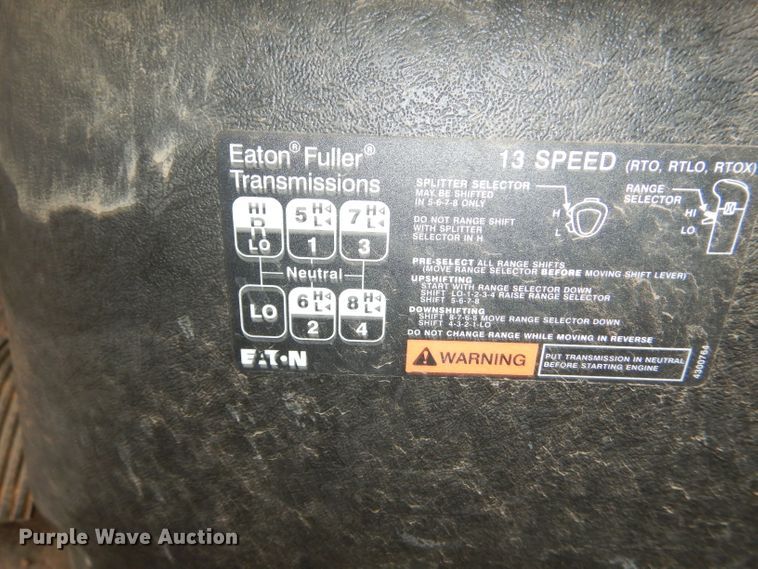 Eaton® Fuller®
Transmissions
13 SPEED (RTO, RTLO, RTOX)
HI
R
LO
5 H L
1
7 H L
3
Neutral
LO
6 H L
2
8 H L
4
EATON
SPLITTER SELECTOR
MAY BE SHIFTED
IN 5-6-7-8 ONLY
DO NOT RANGE SHIFT
WITH SPLITTER
SELECTOR IN H
H
L
RANGE
SELECTOR
HI
LO
PRE-SELECT ALL RANGE SHIFTS
(MOVE RANGE SELECTOR BEFORE MOVING SHIFT LEVER)
UPSHIFTING
START WITH RANGE SELECTOR DOWN
SHIFT LO-1-2-3-4 RAISE RANGE SELECTOR
SHIFT 5-6-7-8
DOWNSHIFTING
SHIFT 8-7-6-5 MOVE RANGE SELECTOR DOWN
SHIFT 4-3-2-1-LO
DO NOT CHANGE RANGE WHILE MOVING IN REVERSE
WARNING
PUT TRANSMISSION IN NEUTRAL
BEFORE STARTING ENGINE
4300764
Purple Wave Auction